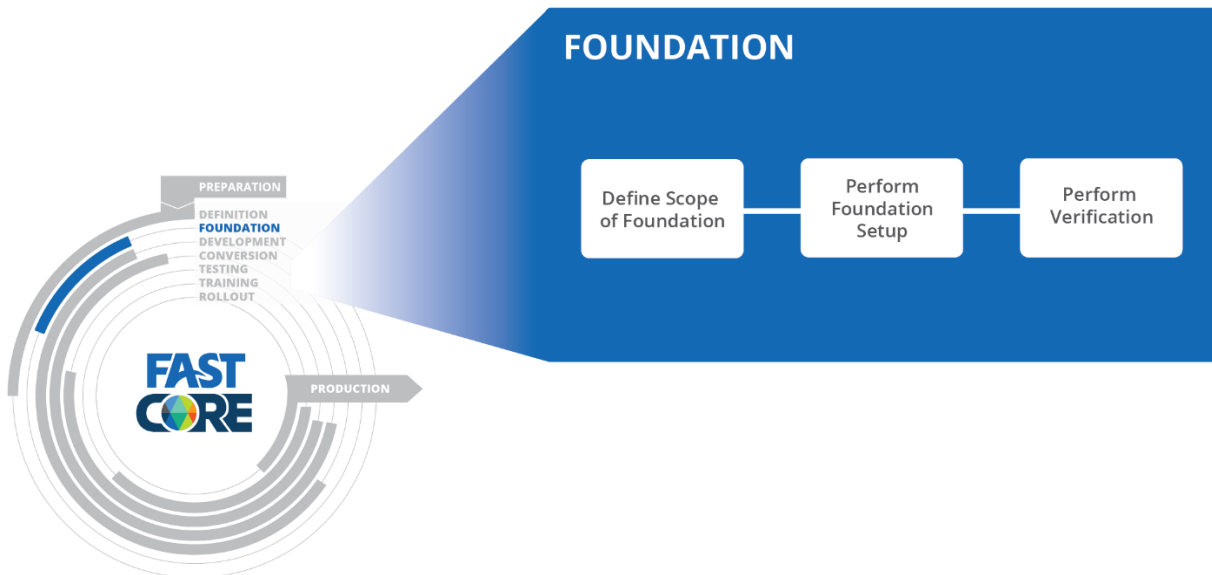 FOUNDATION
Define Scope
of Foundation
Perform
Foundation
Setup
Perform
Verification
PREPARATION
DEFINITION
FOUNDATION
DEVELOPMENT
CONVERSION
TESTING
TRAINING
ROLLOUT
FAST
CORE
PRODUCTION